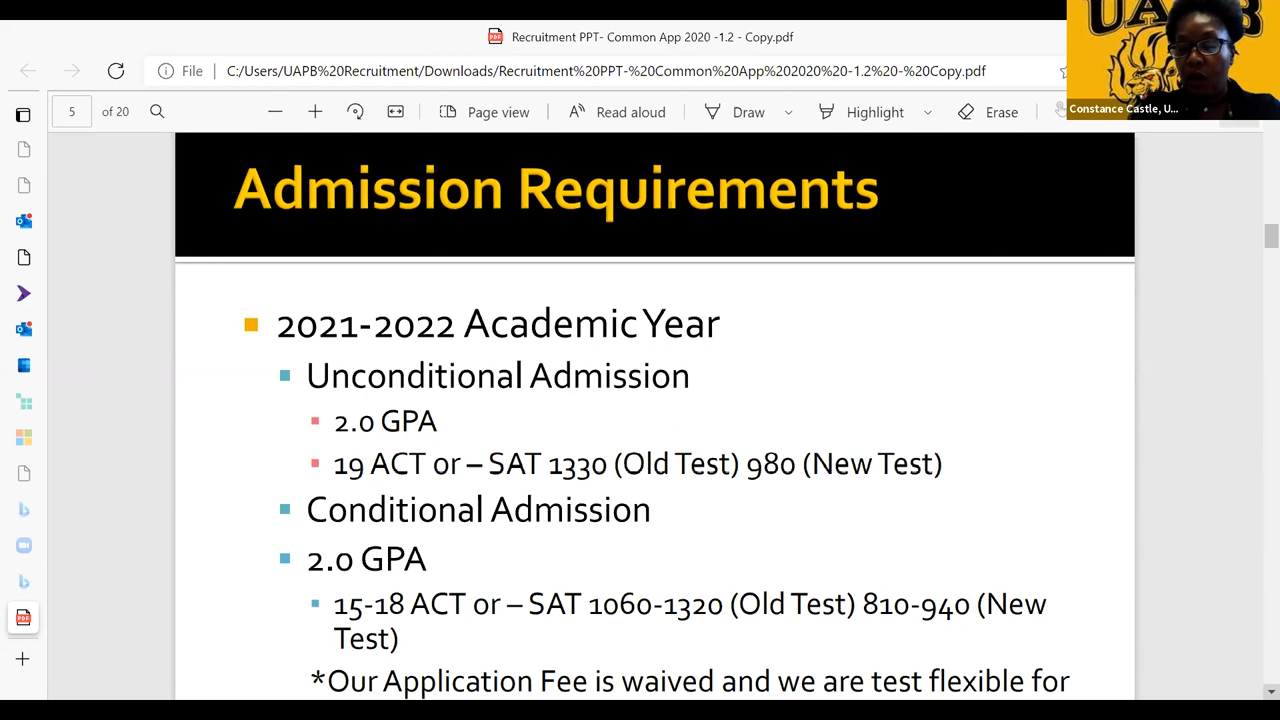 Recruitment PPT- Common App 2020 -1.2 - Copy.pdf
File C:/Users/UAPB%20Recruitment/Downloads/Recruitment%20PPT-%20Common%20App%202020%20-1.2%20-%20Copy.pdf
UAPB
Constance Castle, U...
5 of 20 Page view Read aloud Draw Highlight Erase
Admission Requirements
2021-2022 Academic Year
Unconditional Admission
2.0 GPA
19 ACT or – SAT 1330 (Old Test) 980 (New Test)
Conditional Admission
2.0 GPA
15-18 ACT or – SAT 1060-1320 (Old Test) 810-940 (New
Test)
*Our Application Fee is waived and we are test flexible for